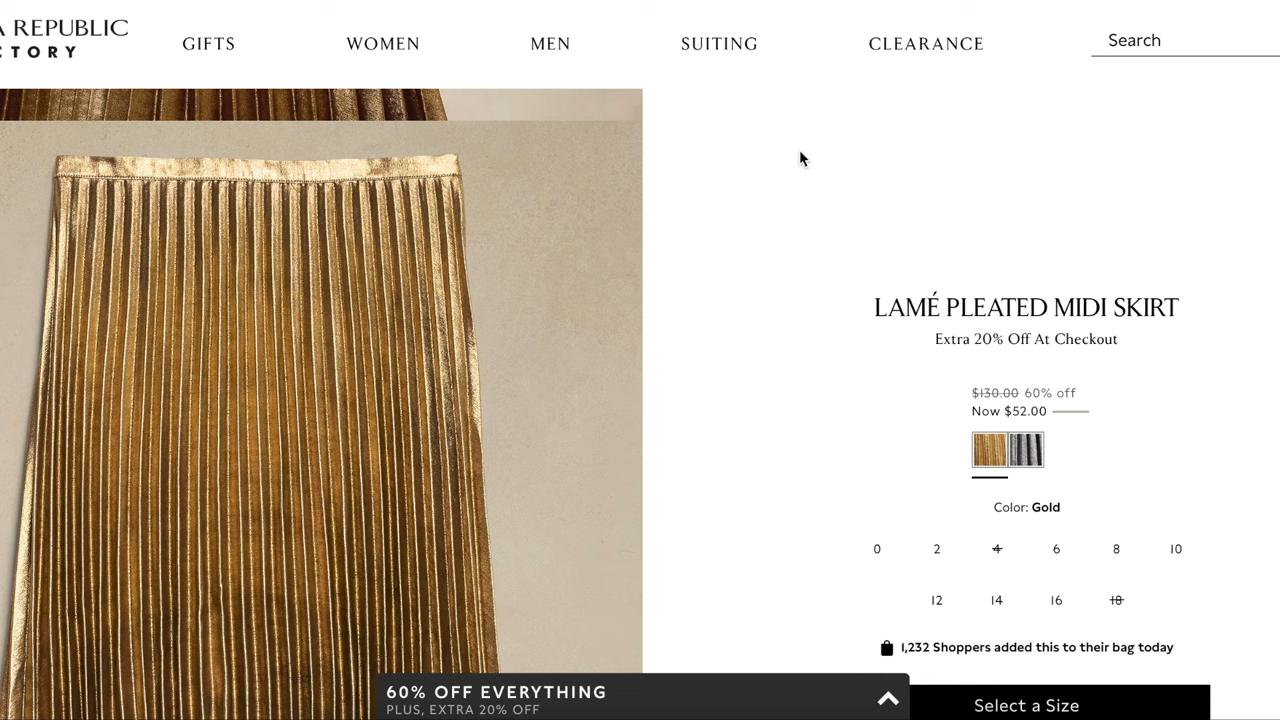 A REPUBLIC
CTORY
GIFTS
WOMEN
MEN
SUITING
CLEARANCE
Search
LAMÉ PLEATED MIDI SKIRT
Extra 20% Off At Checkout
$130.00 60% off
Now $52.00
Color: Gold
0 2 4 6 8 10
12 14 16 18
1,232 Shoppers added this to their bag today
60% OFF EVERYTHING
PLUS, EXTRA 20% OFF
Select a Size